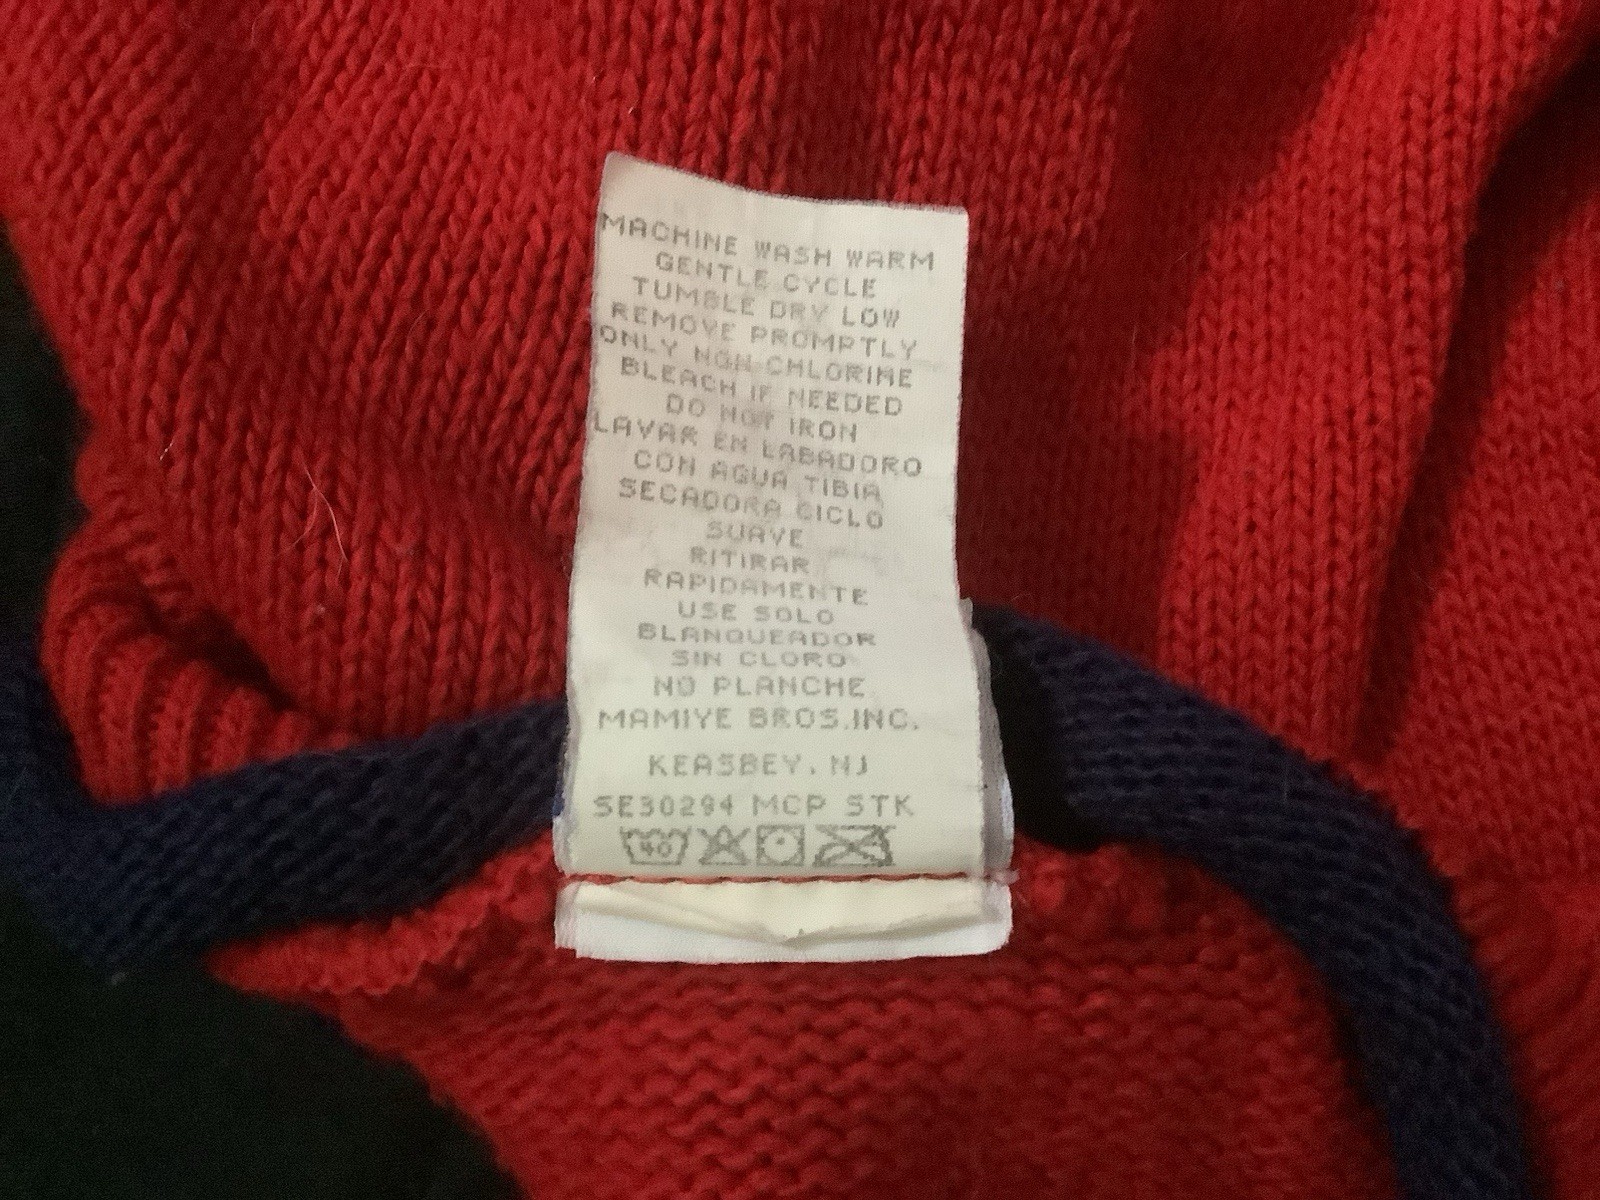 MACHINE WASH WARM
GENTLE CYCLE
TUMBLE DRY LOW
REMOVE PROMPTLY
ONLY NON CHLORINE
BLEACH IF NEEDED
DO NOT IRON
LAVAR EN LABADORO
CON AGUA TIBIA
SECADORA CICLO
SUAVE
RITIRAR
RAPIDAMENTE
USE SOLO
BLANQUEADOR
SIN CLORO
NO PLANCHE
MAMIYE BROS.INC.
KEASBEY, NJ
SE30294 MCP STK
40